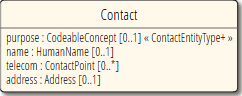 Contact
purpose : CodeableConcept [0..1] « ContactEntityType+ »
name : HumanName [0..1]
telecom : ContactPoint [0..*]
address : Address [0..1]